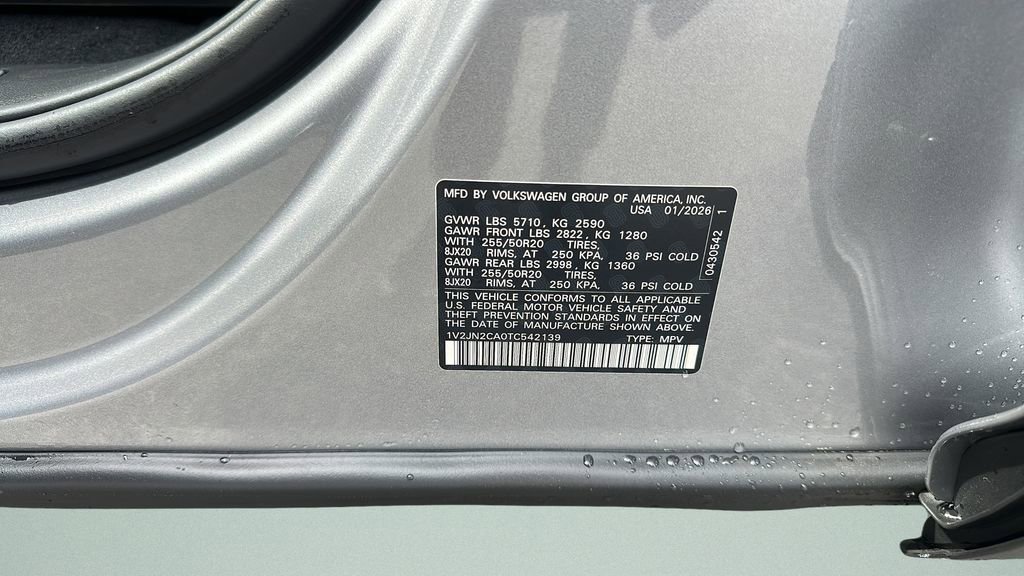 MFD BY VOLKSWAGEN GROUP OF AMERICA, INC.
USA 01/2026 1
GVWR LBS 5710, KG 2590
GAWR FRONT LBS 2822, KG 1280
WITH 255/50R20 TIRES,
8JX20 RIMS, AT 250 KPA, 36 PSI COLD
GAWR REAR LBS 2998, KG 1360
WITH 255/50R20 TIRES,
8JX20 RIMS, AT 250 KPA, 36 PSI COLD
0430542
THIS VEHICLE CONFORMS TO ALL APPLICABLE
U.S. FEDERAL MOTOR VEHICLE SAFETY AND
THEFT PREVENTION STANDARDS IN EFFECT ON
THE DATE OF MANUFACTURE SHOWN ABOVE.
1V2JN2CA0TC542139 TYPE: MPV